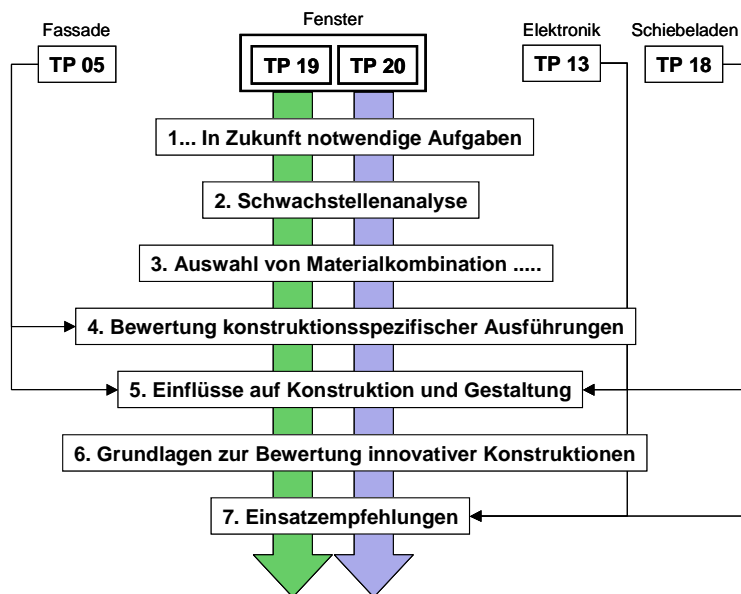 Fassade
Fenster
Elektronik
Schiebeladen
TP 05
TP 19
TP 20
TP 13
TP 18
1... In Zukunft notwendige Aufgaben
2. Schwachstellenanalyse
3. Auswahl von Materialkombination .....
4. Bewertung konstruktionsspezifischer Ausführungen
5. Einflüsse auf Konstruktion und Gestaltung
6. Grundlagen zur Bewertung innovativer Konstruktionen
7. Einsatzempfehlungen